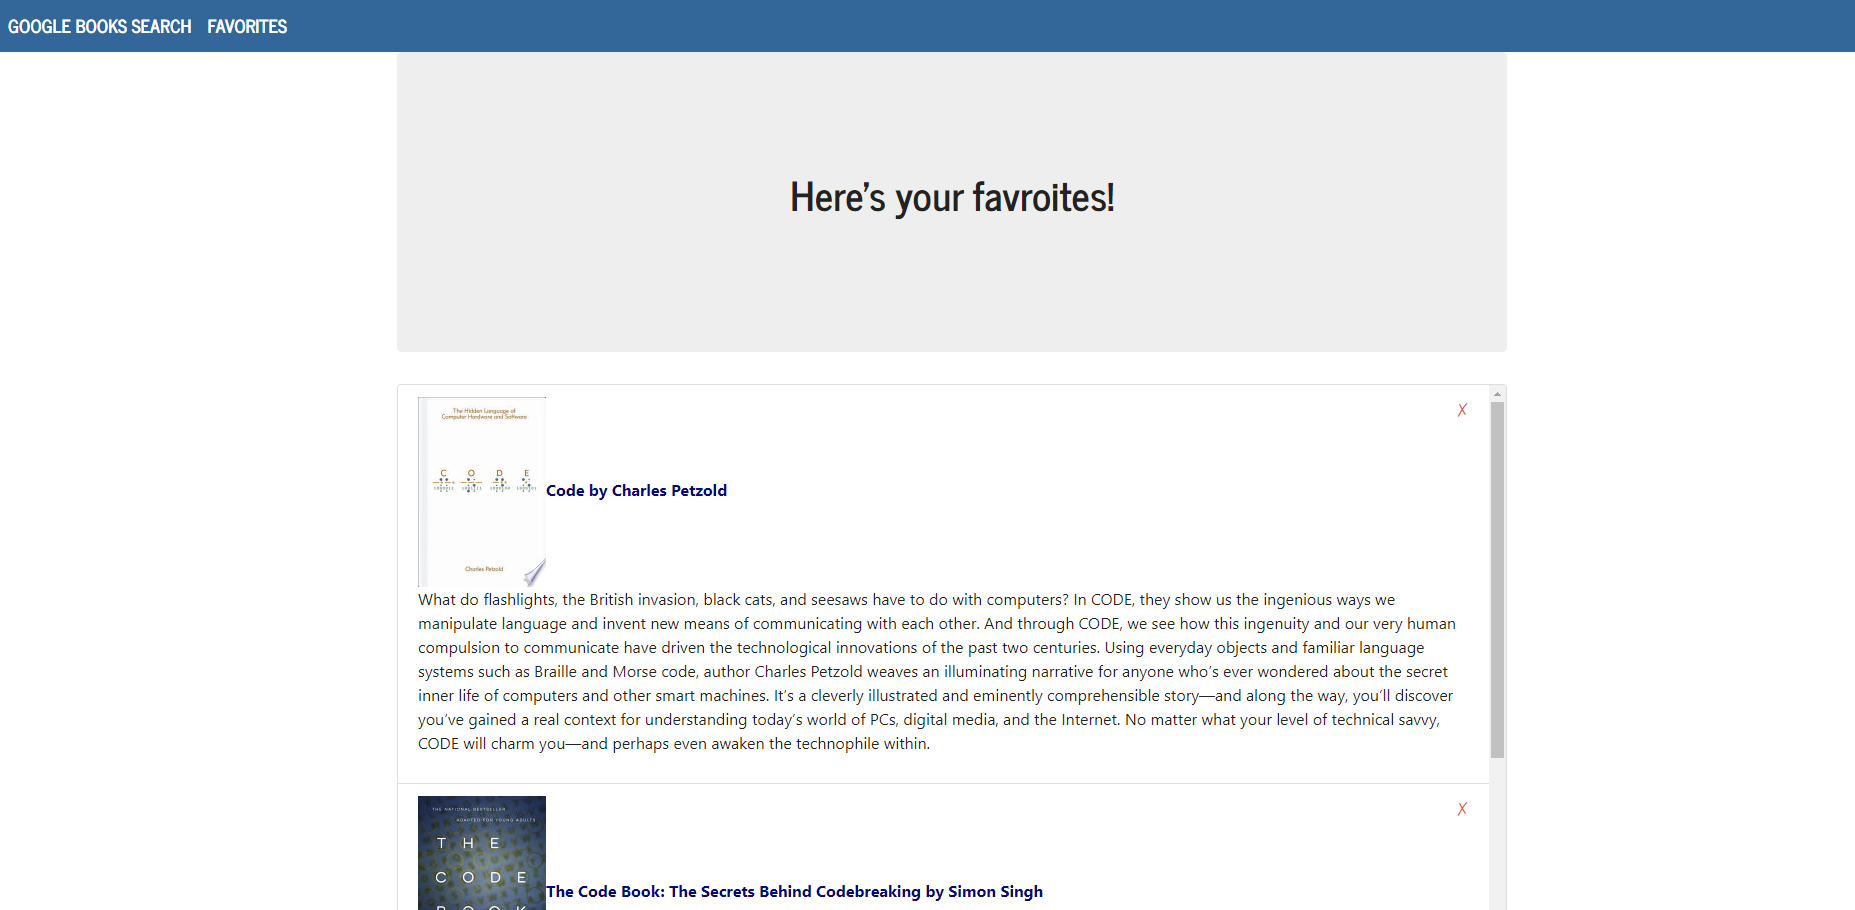 GOOGLE BOOKS SEARCH FAVORITES
Here's your favroites!
The Hidden Language of
Computer Hardware and Software
C O D E
Charles Petzold
X
Code by Charles Petzold
What do flashlights, the British invasion, black cats, and seesaws have to do with computers? In CODE, they show us the ingenious ways we
manipulate language and invent new means of communicating with each other. And through CODE, we see how this ingenuity and our very human
compulsion to communicate have driven the technological innovations of the past two centuries. Using everyday objects and familiar language
systems such as Braille and Morse code, author Charles Petzold weaves an illuminating narrative for anyone who's ever wondered about the secret
inner life of computers and other smart machines. It's a cleverly illustrated and eminently comprehensible story—and along the way, you'll discover
you've gained a real context for understanding today's world of PCs, digital media, and the Internet. No matter what your level of technical savvy,
CODE will charm you—and perhaps even awaken the technophile within.
THE NATIONAL BESTSELLER
ADAPTED FOR YOUNG ADULTS
THE
CODE
BOOK
X
The Code Book: The Secrets Behind Codebreaking by Simon Singh